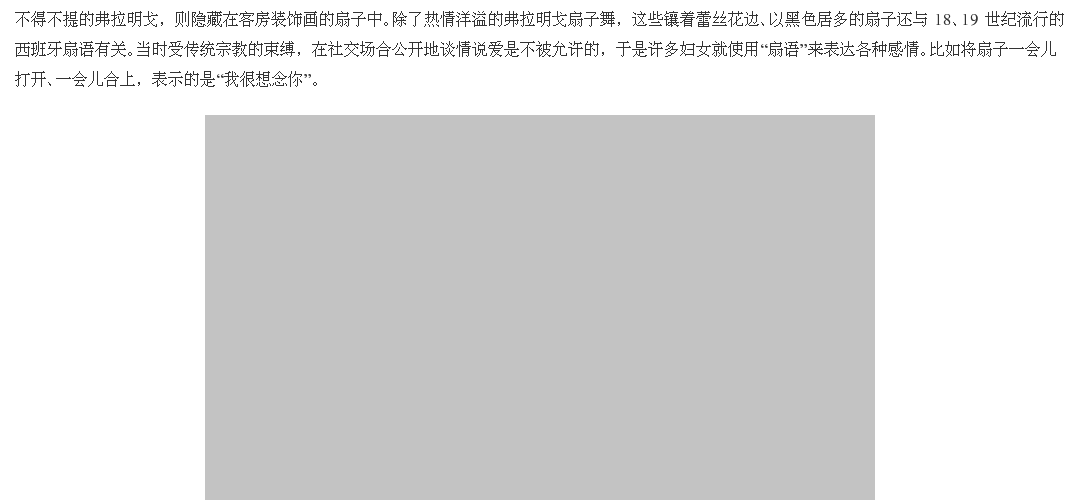 不得不提的弗拉明戈，则隐藏在客房装饰画的扇子中。除了热情洋溢的弗拉明戈扇子舞，这些镶着蕾丝花边、以黑色居多的扇子还与 18、19 世纪流行的
西班牙扇语有关。当时受传统宗教的束缚，在社交场合公开地谈情说爱是不被允许的，于是许多妇女就使用“扇语”来表达各种感情。比如将扇子一会儿
打开、一会儿合上，表示的是“我很想念你”。